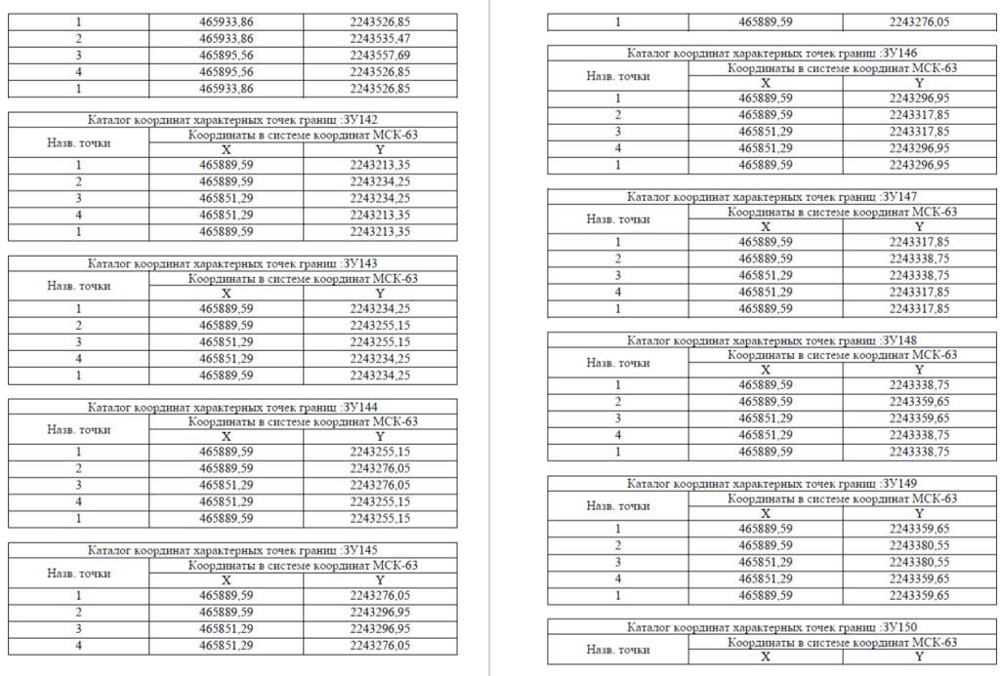 1 465933,86 2243526,85
2 465933,86 2243535,47
3 465895,56 2243557,69
4 465895,56 2243526,85
1 465933,86 2243526,85
Каталог координат характерных точек границ :ЗУ142
Назв. точки Координаты в системе координат МСК-63
X Y
1 465889,59 2243213,35
2 465889,59 2243234,25
3 465851,29 2243234,25
4 465851,29 2243213,35
1 465889,59 2243213,35
Каталог координат характерных точек границ :ЗУ143
Назв. точки Координаты в системе координат МСК-63
X Y
1 465889,59 2243234,25
2 465889,59 2243255,15
3 465851,29 2243255,15
4 465851,29 2243234,25
1 465889,59 2243234,25
Каталог координат характерных точек границ :ЗУ144
Назв. точки Координаты в системе координат МСК-63
X Y
1 465889,59 2243255,15
2 465889,59 2243276,05
3 465851,29 2243276,05
4 465851,29 2243255,15
1 465889,59 2243255,15
Каталог координат характерных точек границ :ЗУ145
Назв. точки Координаты в системе координат МСК-63
X Y
1 465889,59 2243276,05
2 465889,59 2243296,95
3 465851,29 2243296,95
4 465851,29 2243276,05
1 465889,59 2243276,05
Каталог координат характерных точек границ :ЗУ146
Назв. точки Координаты в системе координат МСК-63
X Y
1 465889,59 2243296,95
2 465889,59 2243317,85
3 465851,29 2243317,85
4 465851,29 2243296,95
1 465889,59 2243296,95
Каталог координат характерных точек границ :ЗУ147
Назв. точки Координаты в системе координат МСК-63
X Y
1 465889,59 2243317,85
2 465889,59 2243338,75
3 465851,29 2243338,75
4 465851,29 2243317,85
1 465889,59 2243317,85
Каталог координат характерных точек границ :ЗУ148
Назв. точки Координаты в системе координат МСК-63
X Y
1 465889,59 2243338,75
2 465889,59 2243359,65
3 465851,29 2243359,65
4 465851,29 2243338,75
1 465889,59 2243338,75
Каталог координат характерных точек границ :ЗУ149
Назв. точки Координаты в системе координат МСК-63
X Y
1 465889,59 2243359,65
2 465889,59 2243380,55
3 465851,29 2243380,55
4 465851,29 2243359,65
1 465889,59 2243359,65
Каталог координат характерных точек границ :ЗУ150
Назв. точки Координаты в системе координат МСК-63
X Y